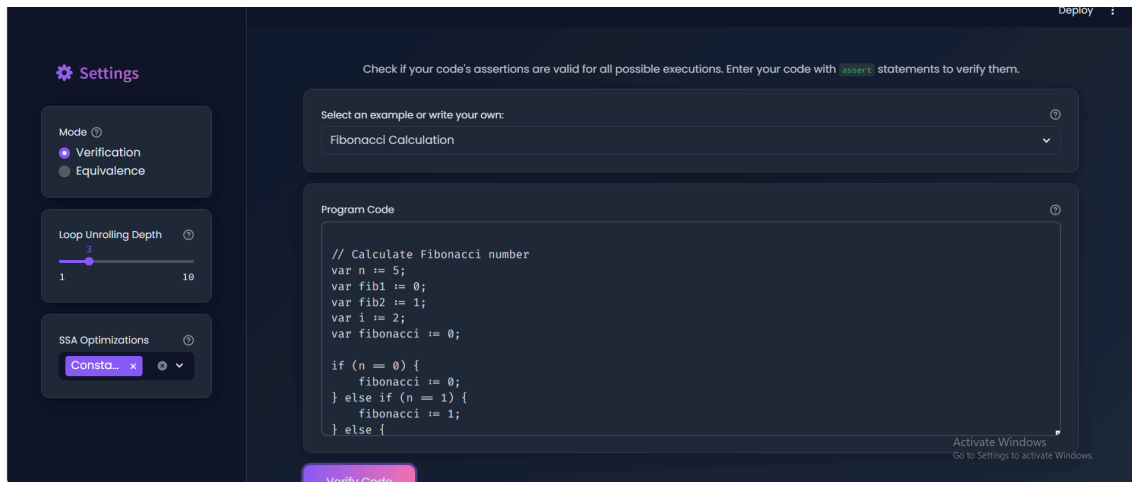 Deploy
Settings
Check if your code's assertions are valid for all possible executions. Enter your code with assert statements to verify them.
Mode
Verification
Equivalence
Loop Unrolling Depth
3
1 10
SSA Optimizations
Consta... ×
Select an example or write your own:
Fibonacci Calculation
Program Code
// Calculate Fibonacci number
var n := 5;
var fib1 := 0;
var fib2 := 1;
var i := 2;
var fibonacci := 0;
if (n == 0) {
    fibonacci := 0;
} else if (n == 1) {
    fibonacci := 1;
} else {
Activate Windows
Go to Settings to activate Windows.
Verify Code